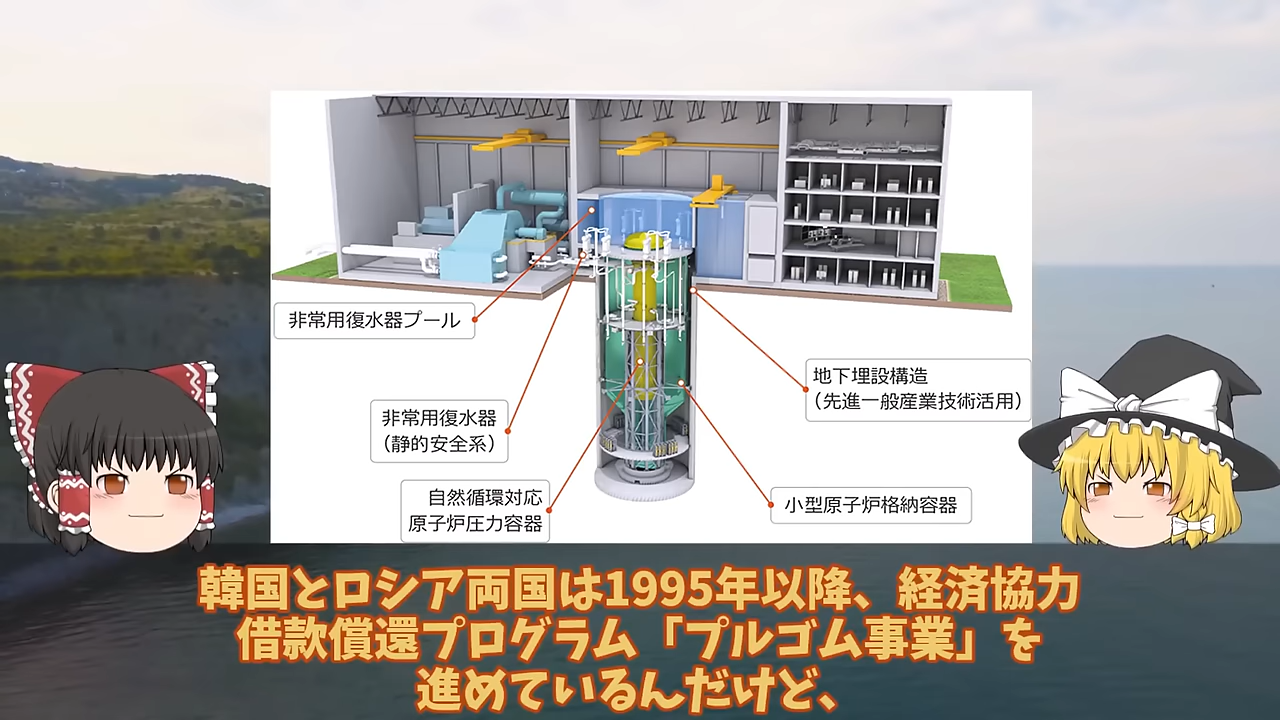 非常用復水器プール
非常用復水器
（静的安全系）
自然循環対応
原子炉圧力容器
地下埋設構造
（先進一般産業技術活用）
小型原子炉格納容器
韓国とロシア両国は1995年以降、経済協力
借款償還プログラム「プルゴム事業」を
進めているんだけど、